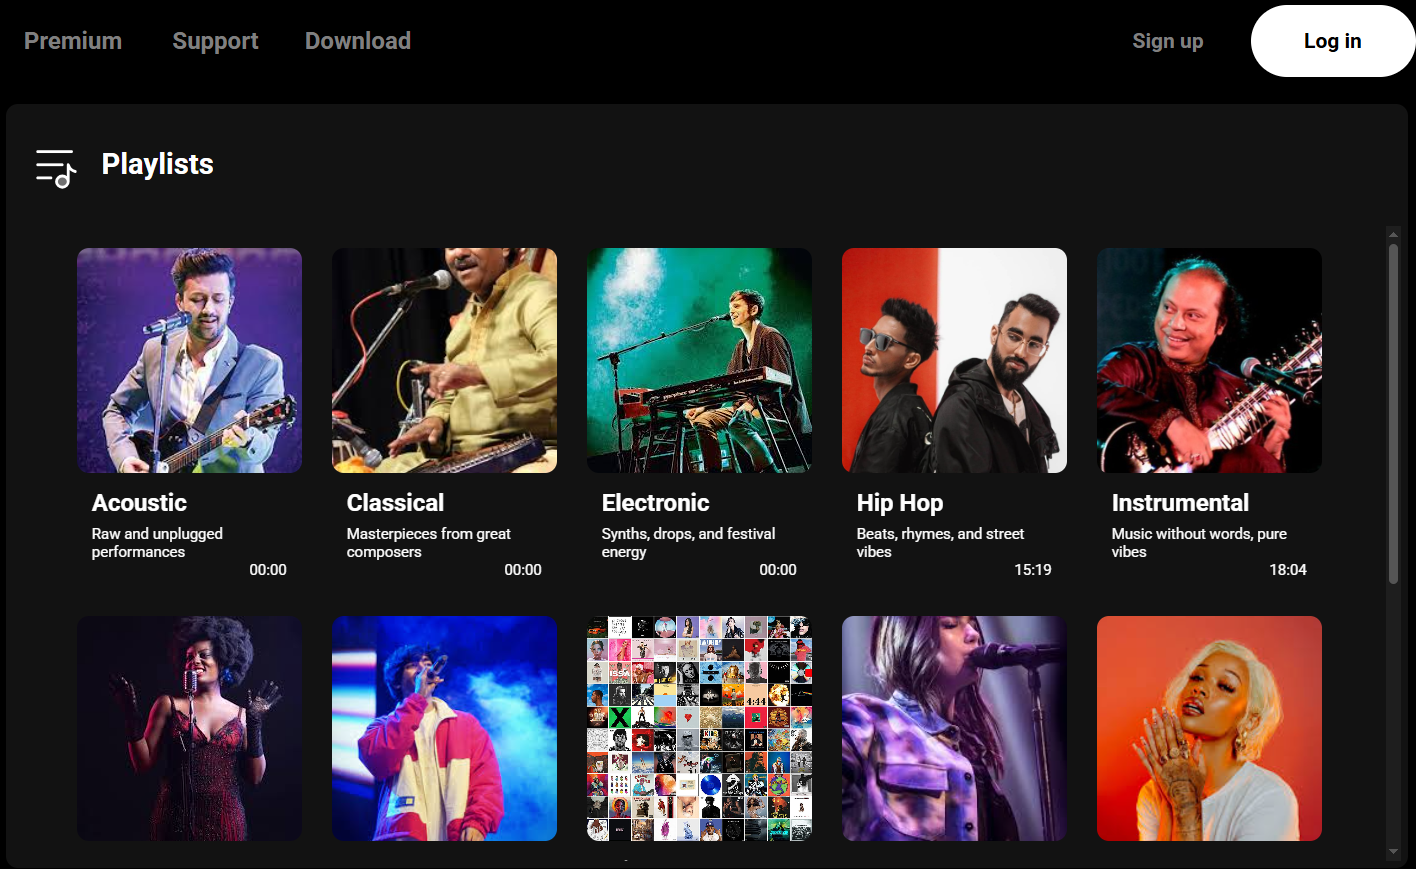 Premium Support Download Sign up Log in
Playlists
Acoustic
Raw and unplugged
performances
00:00
Classical
Masterpieces from great
composers
00:00
Electronic
Synths, drops, and festival
energy
00:00
Hip Hop
Beats, rhymes, and street
vibes
15:19
Instrumental
Music without words, pure
vibes
18:04